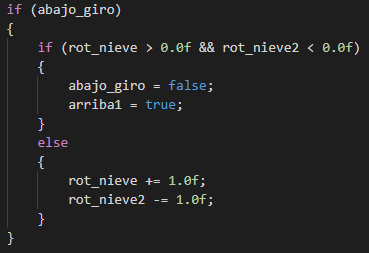 if (abajo_giro)
{
    if (rot_nieve > 0.0f && rot_nieve2 < 0.0f)
    {
        abajo_giro = false;
        arriba1 = true;
    }
    else
    {
        rot_nieve += 1.0f;
        rot_nieve2 -= 1.0f;
    }
}